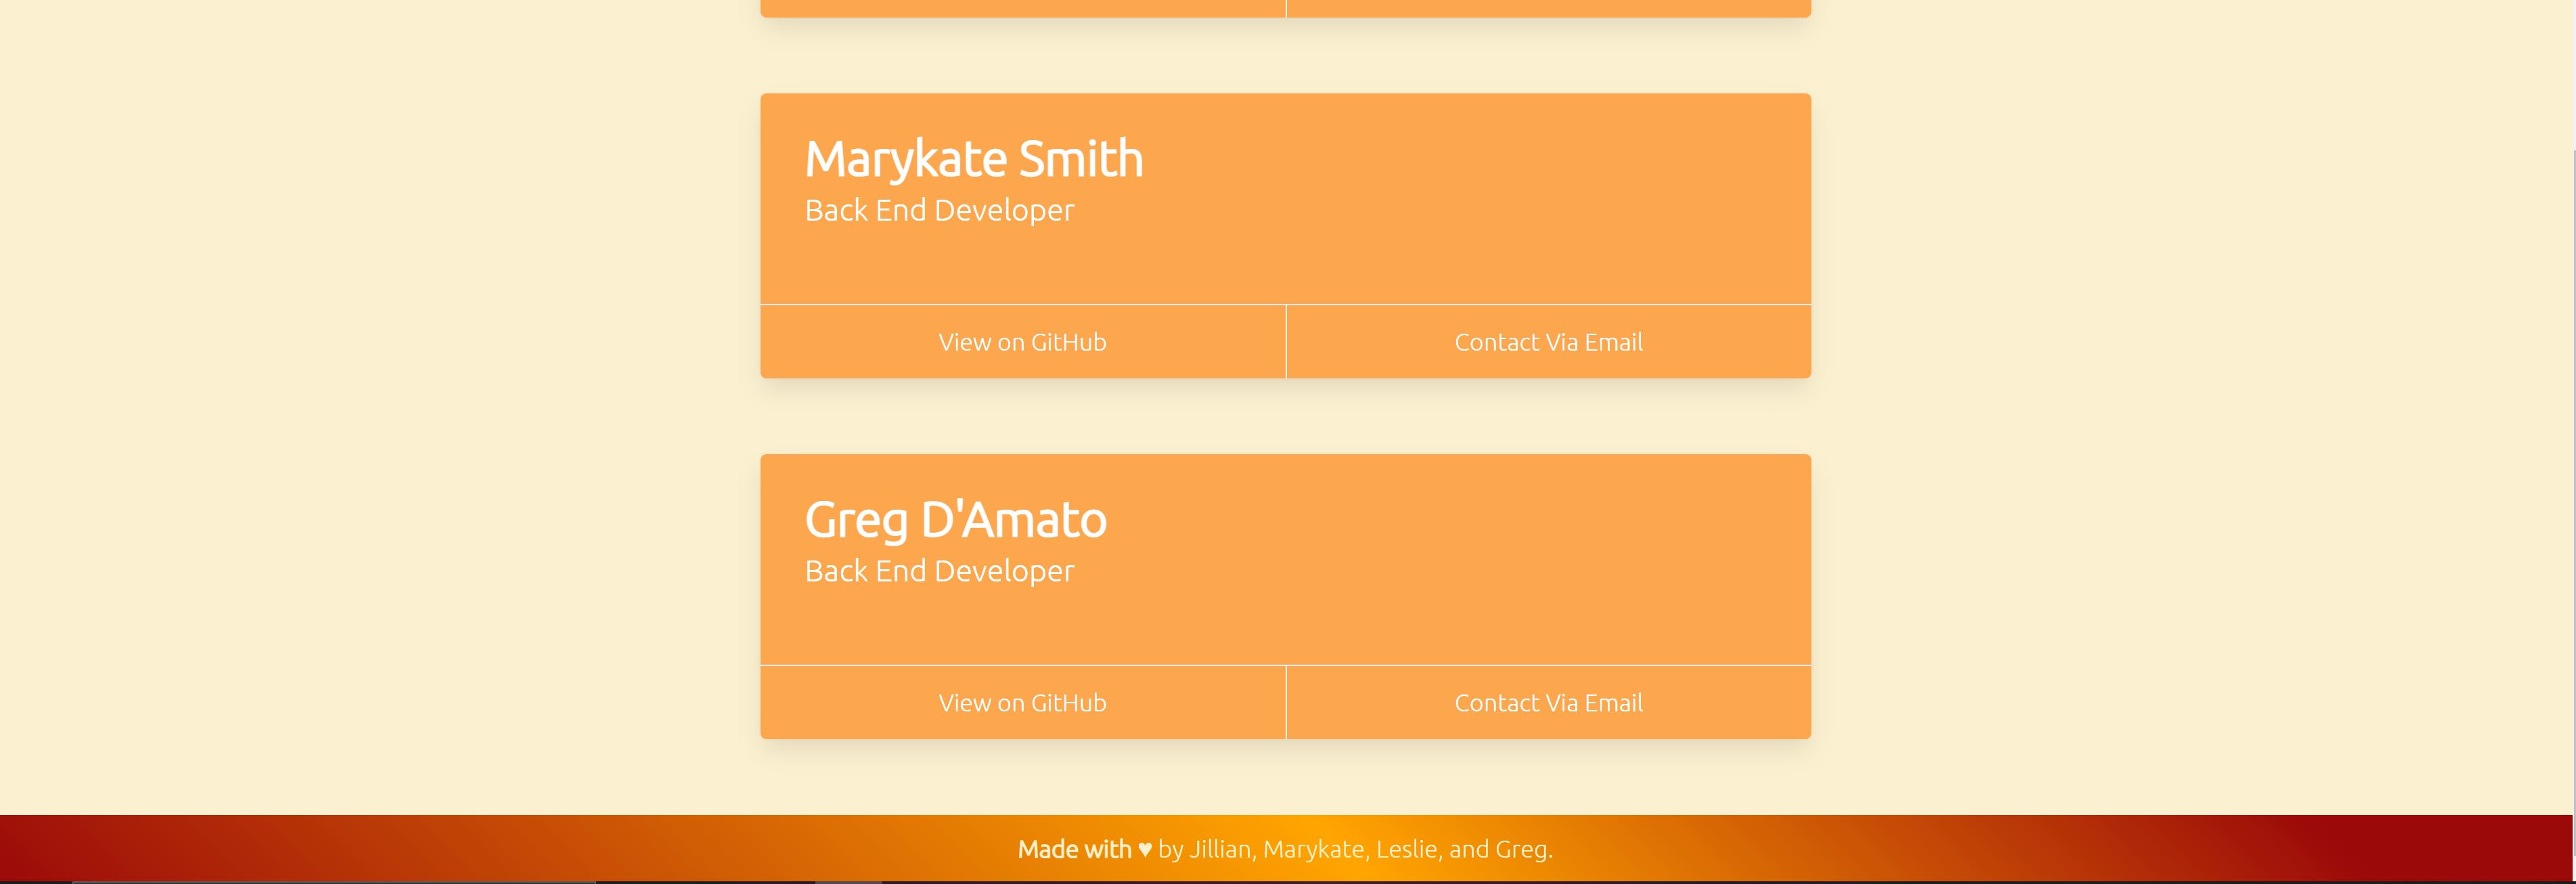 Marykate Smith
Back End Developer
View on GitHub
Contact Via Email
Greg D'Amato
Back End Developer
View on GitHub
Contact Via Email
Made with ♥ by Jillian, Marykate, Leslie, and Greg.